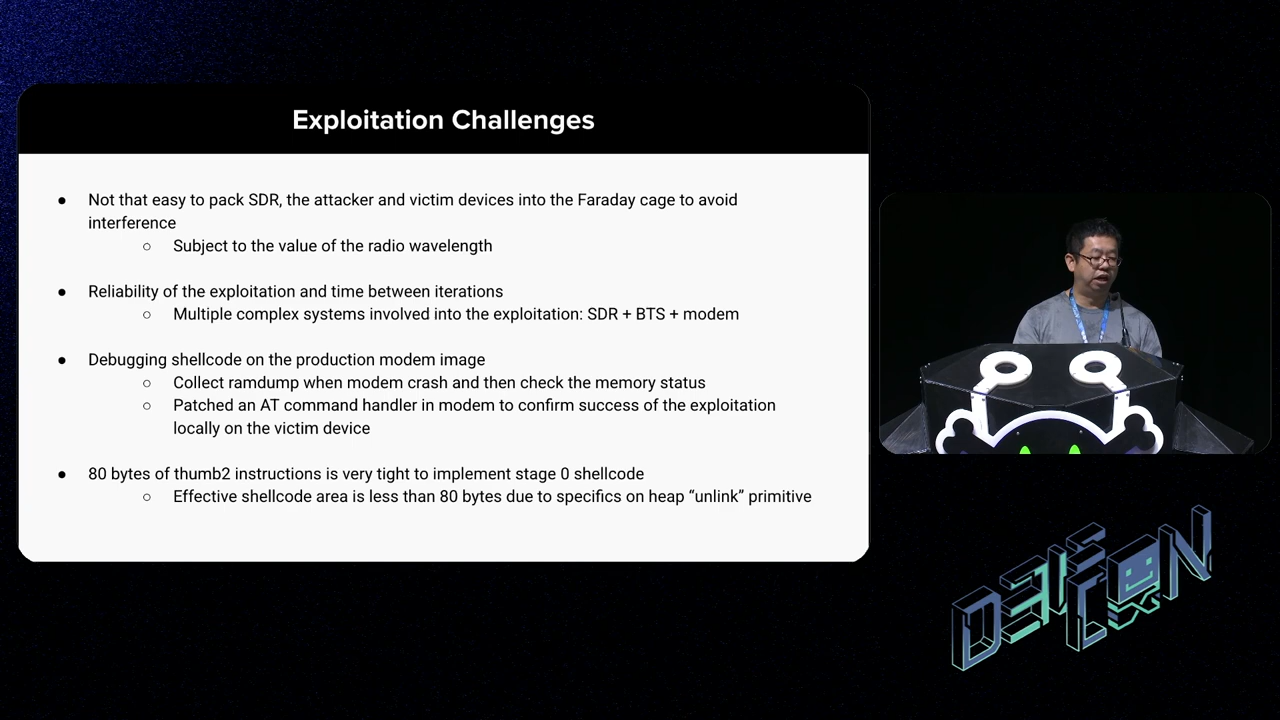 Exploitation Challenges
● Not that easy to pack SDR, the attacker and victim devices into the Faraday cage to avoid
interference
○ Subject to the value of the radio wavelength
● Reliability of the exploitation and time between iterations
○ Multiple complex systems involved into the exploitation: SDR + BTS + modem
● Debugging shellcode on the production modem image
○ Collect ramdump when modem crash and then check the memory status
○ Patched an AT command handler in modem to confirm success of the exploitation
locally on the victim device
● 80 bytes of thumb2 instructions is very tight to implement stage 0 shellcode
○ Effective shellcode area is less than 80 bytes due to specifics on heap “unlink” primitive
DEF CON